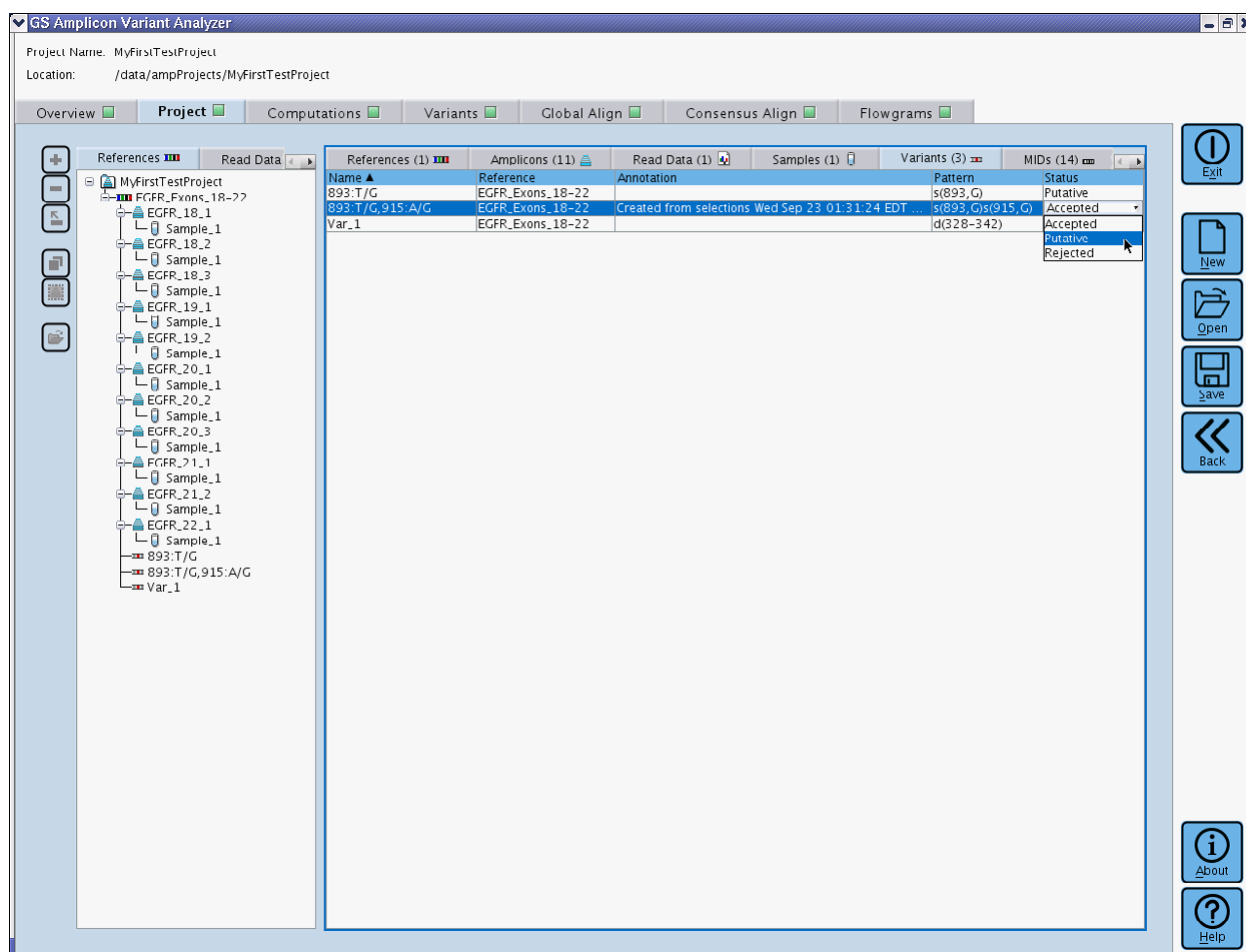 GS Amplicon Variant Analyzer
Project Name: MyFirstTestProject
Location: /data/ampProjects/MyFirstTestProject
Overview Project Computations Variants Global Align Consensus Align Flowgrams
References Read Data
MyFirstTestProject
EGFR_Exons_18-22
EGFR_18_1
Sample_1
EGFR_18_2
Sample_1
EGFR_18_3
Sample_1
EGFR_19_1
Sample_1
EGFR_19_2
Sample_1
EGFR_20_1
Sample_1
EGFR_20_2
Sample_1
EGFR_20_3
Sample_1
EGFR_21_1
Sample_1
EGFR_21_2
Sample_1
EGFR_22_1
Sample_1
893:T/G
893:T/G,915:A/G
Var_1
References (1) Amplicons (11) Read Data (1) Samples (1) Variants (3) MIDs (14)
Name Reference Annotation Pattern Status
893:T/G EGFR_Exons_18-22 s(893,G) Putative
893:T/G,915:A/G EGFR_Exons_18-22 Created from selections Wed Sep 23 01:31:24 EDT ... s(893,G)s(915,G) Accepted
Var_1 EGFR_Exons_18-22 d(328-342) Accepted
Putative
Rejected
Exit
New
Open
Save
Back
About
Help